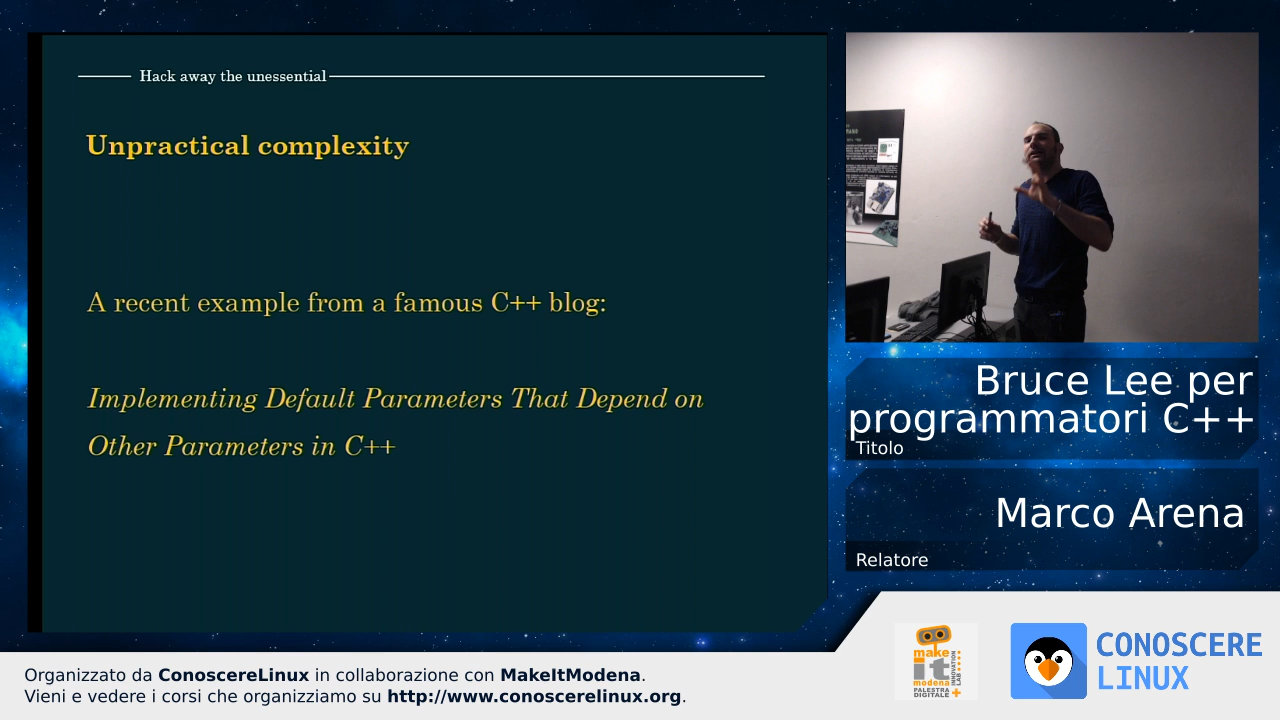 Hack away the unessential
Unpractical complexity
A recent example from a famous C++ blog:
Implementing Default Parameters That Depend on
Other Parameters in C++
Bruce Lee per
programmatori C++
Titolo
Marco Arena
Relatore
make
it
modena
PALESTRA
DIGITALE
INNOVATION
LAB
CONOSCERE
LINUX
Organizzato da ConoscereLinux in collaborazione con MakeItModena.
Vieni e vedere i corsi che organizziamo su http://www.conoscerelinux.org.